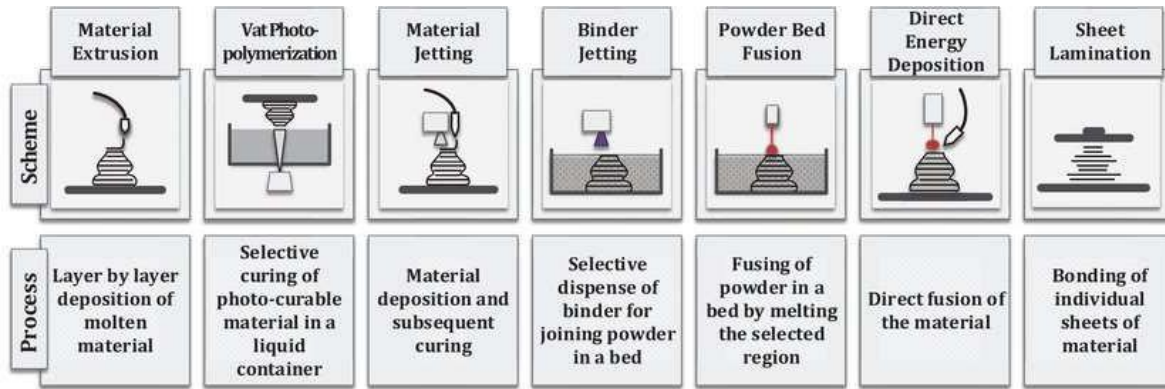 Material
Extrusion
Vat Photo-
polymerization
Material
Jetting
Binder
Jetting
Powder Bed
Fusion
Direct
Energy
Deposition
Sheet
Lamination
Scheme
Process
Layer by layer
deposition of
molten
material
Selective
curing of
photo-curable
material in a
liquid
container
Material
deposition and
subsequent
curing
Selective
dispense of
binder for
joining powder
in a bed
Fusing of
powder in a
bed by melting
the selected
region
Direct fusion of
the material
Bonding of
individual
sheets of
material